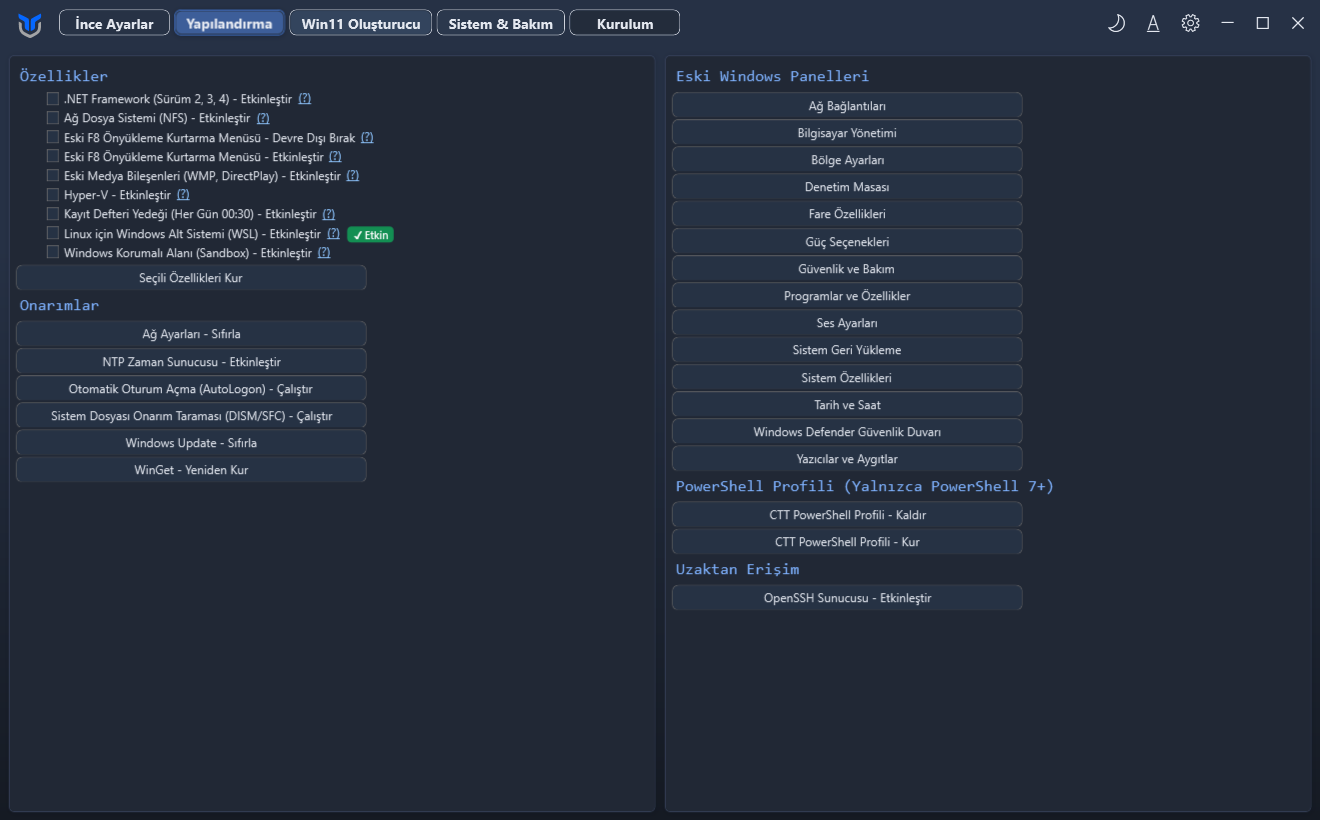 İnce Ayarlar
Yapılandırma
Win11 Oluşturucu
Sistem & Bakım
Kurulum
Özellikler
.NET Framework (Sürüm 2, 3, 4) - Etkinleştir (?)
Ağ Dosya Sistemi (NFS) - Etkinleştir (?)
Eski F8 Önyükleme Kurtarma Menüsü - Devre Dışı Bırak (?)
Eski F8 Önyükleme Kurtarma Menüsü - Etkinleştir (?)
Eski Medya Bileşenleri (WMP, DirectPlay) - Etkinleştir (?)
Hyper-V - Etkinleştir (?)
Kayıt Defteri Yedeği (Her Gün 00:30) - Etkinleştir (?)
Linux için Windows Alt Sistemi (WSL) - Etkinleştir (?) ✓ Etkin
Windows Korumalı Alanı (Sandbox) - Etkinleştir (?)
Seçili Özellikleri Kur
Onarımlar
Ağ Ayarları - Sıfırla
NTP Zaman Sunucusu - Etkinleştir
Otomatik Oturum Açma (AutoLogon) - Çalıştır
Sistem Dosyası Onarım Taraması (DISM/SFC) - Çalıştır
Windows Update - Sıfırla
WinGet - Yeniden Kur
Eski Windows Panelleri
Ağ Bağlantıları
Bilgisayar Yönetimi
Bölge Ayarları
Denetim Masası
Fare Özellikleri
Güç Seçenekleri
Güvenlik ve Bakım
Programlar ve Özellikler
Ses Ayarları
Sistem Geri Yükleme
Sistem Özellikleri
Tarih ve Saat
Windows Defender Güvenlik Duvarı
Yazıcılar ve Aygıtlar
PowerShell Profili (Yalnızca PowerShell 7+)
CTT PowerShell Profili - Kaldır
CTT PowerShell Profili - Kur
Uzaktan Erişim
OpenSSH Sunucusu - Etkinleştir